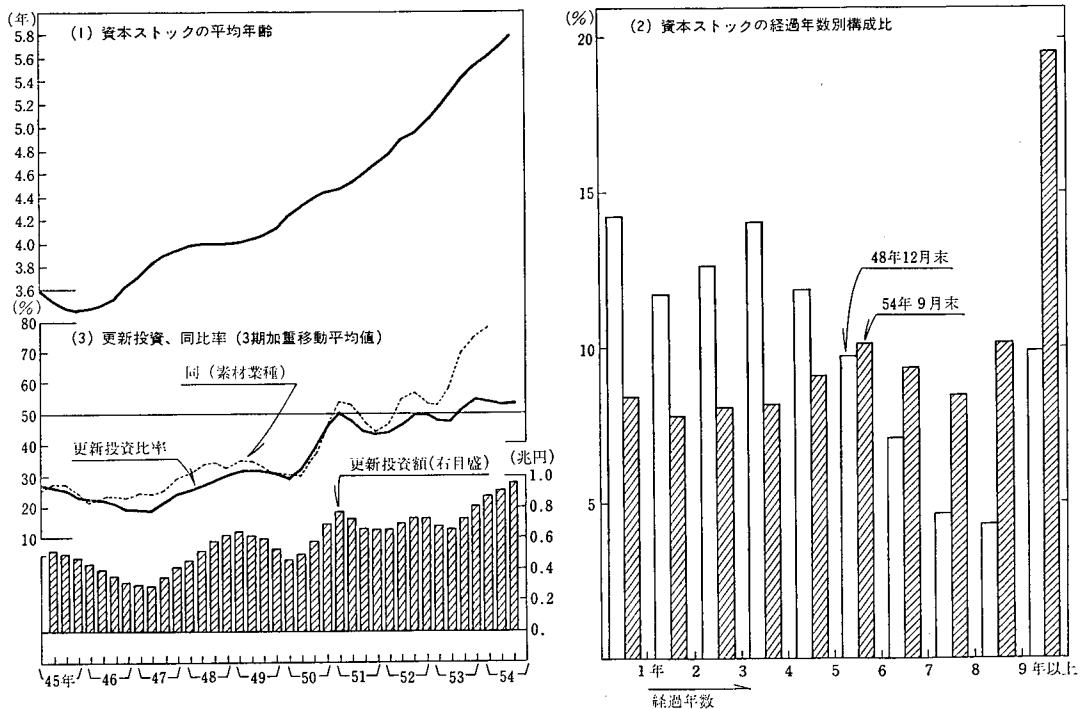 (年)
(1) 資本ストックの平均年齢
5.8
5.6
5.4
5.2
5.0
4.8
4.6
4.4
4.2
4.0
3.8
3.6
(%)
(3) 更新投資、同比率 (3期加重移動平均値)
80
70
60
50
40
30
20
10
同(素材業種)
更新投資比率
更新投資額(右目盛)
(兆円)
1.0
0.8
0.6
0.4
0.2
0.
45年 46 47 48 49 50 51 52 53 54
(%)
(2) 資本ストックの経過年数別構成比
20
15
10
5
48年12月末
54年9月末
1年 2 3 4 5 6 7 8 9年以上
経過年数